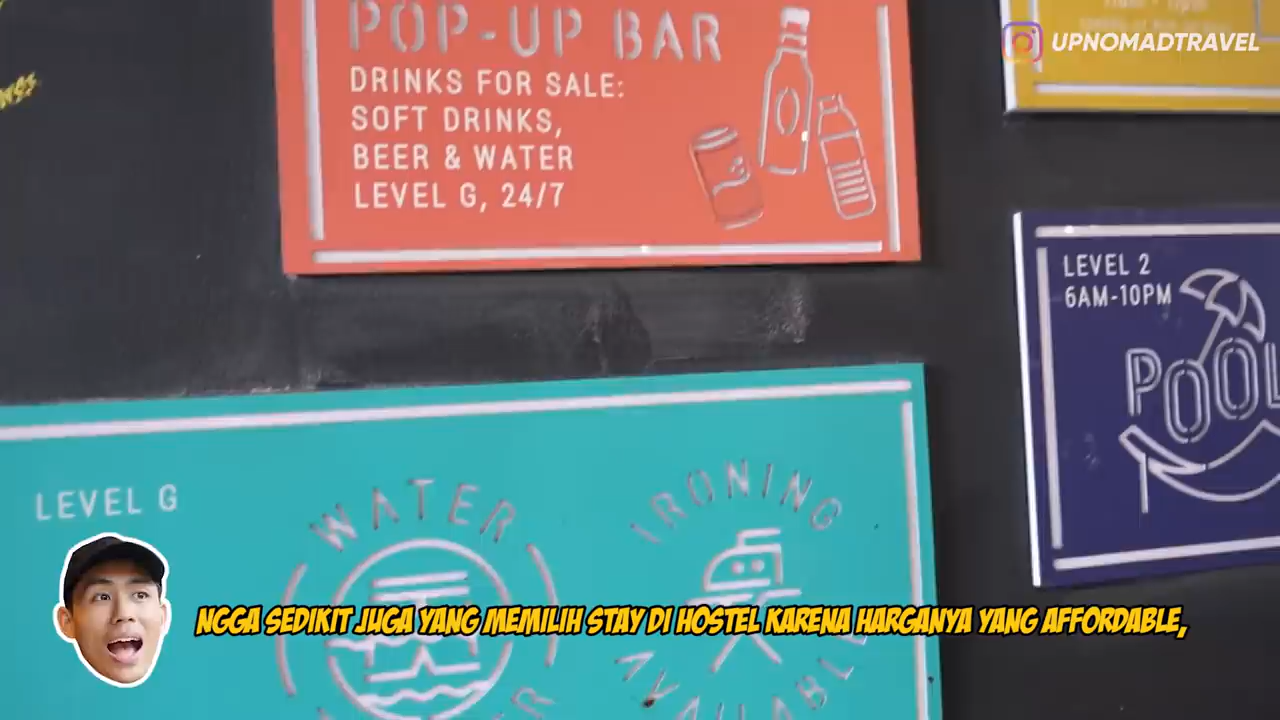 UPNOMADTRAVEL
POP-UP BAR
DRINKS FOR SALE:
SOFT DRINKS,
BEER & WATER
LEVEL G, 24/7
LEVEL 2
6AM-10PM
POOL
LEVEL G
WATER
IRONING
AVAILABLE
NGGA SEDIKIT JUGA YANG MEMILIH STAY DI HOSTEL KARENA HARGANYA YANG AFFORDABLE,